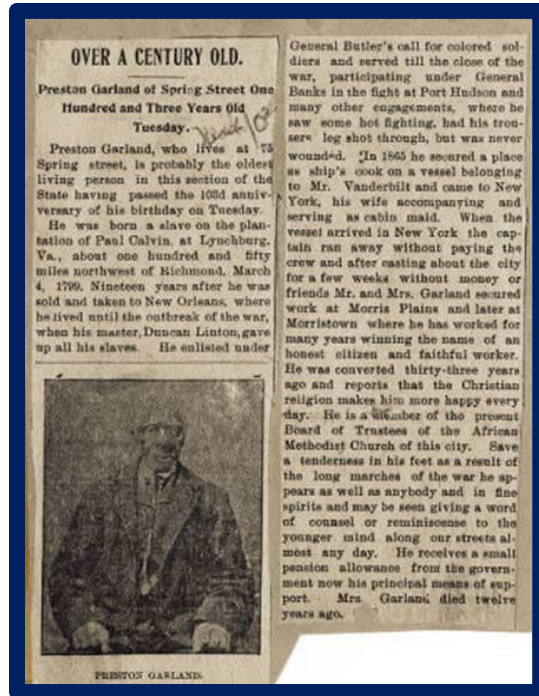 OVER A CENTURY OLD.
Preston Garland of Spring Street One
Hundred and Three Years Old
Tuesday.
Preston Garland, who lives at 75
Spring street, is probably the oldest
living person in this section of the
State having passed the 103d anniv-
versary of his birthday on Tuesday.
He was born a slave on the plan-
tation of Paul Calvin, at Lynchburg,
Va., about one hundred and fifty
miles northwest of Richmond, March
4, 1799. Nineteen years after he was
sold and taken to New Orleans, where
he lived until the outbreak of the war,
when his master, Duncan Linton, gave
up all his slaves. He enlisted under
PRESTON GARLAND.
General Butler's call for colored sol-
diers and served till the close of the
war, participating under General
Banks in the fight at Port Hudson and
many other engagements, where he
saw some hot fighting, had his trou-
sers leg shot through, but was never
wounded. In 1865 he secured a place
as ship's cook on a vessel belonging
to Mr. Vanderbilt and came to New
York, his wife accompanying and
serving as cabin maid. When the
vessel arrived in New York the cap-
tain ran away without paying the
crew and after casting about the city
for a few weeks without money or
friends Mr. and Mrs. Garland secured
work at Morris Plains and later at
Morristown where he has worked for
many years winning the name of an
honest citizen and faithful worker.
He was converted thirty-three years
ago and reports that the Christian
religion makes him more happy every
day. He is a member of the present
Board of Trustees of the African
Methodist Church of this city. Save
a tenderness in his feet as a result of
the long marches of the war he ap-
pears as well as anybody and in fine
spirits and may be seen giving a word
of counsel or reminiscense to the
younger mind along our streets al-
most any day. He receives a small
pension allowance from the govern-
ment now his principal means of sup-
port. Mrs. Garland died twelve
years ago.